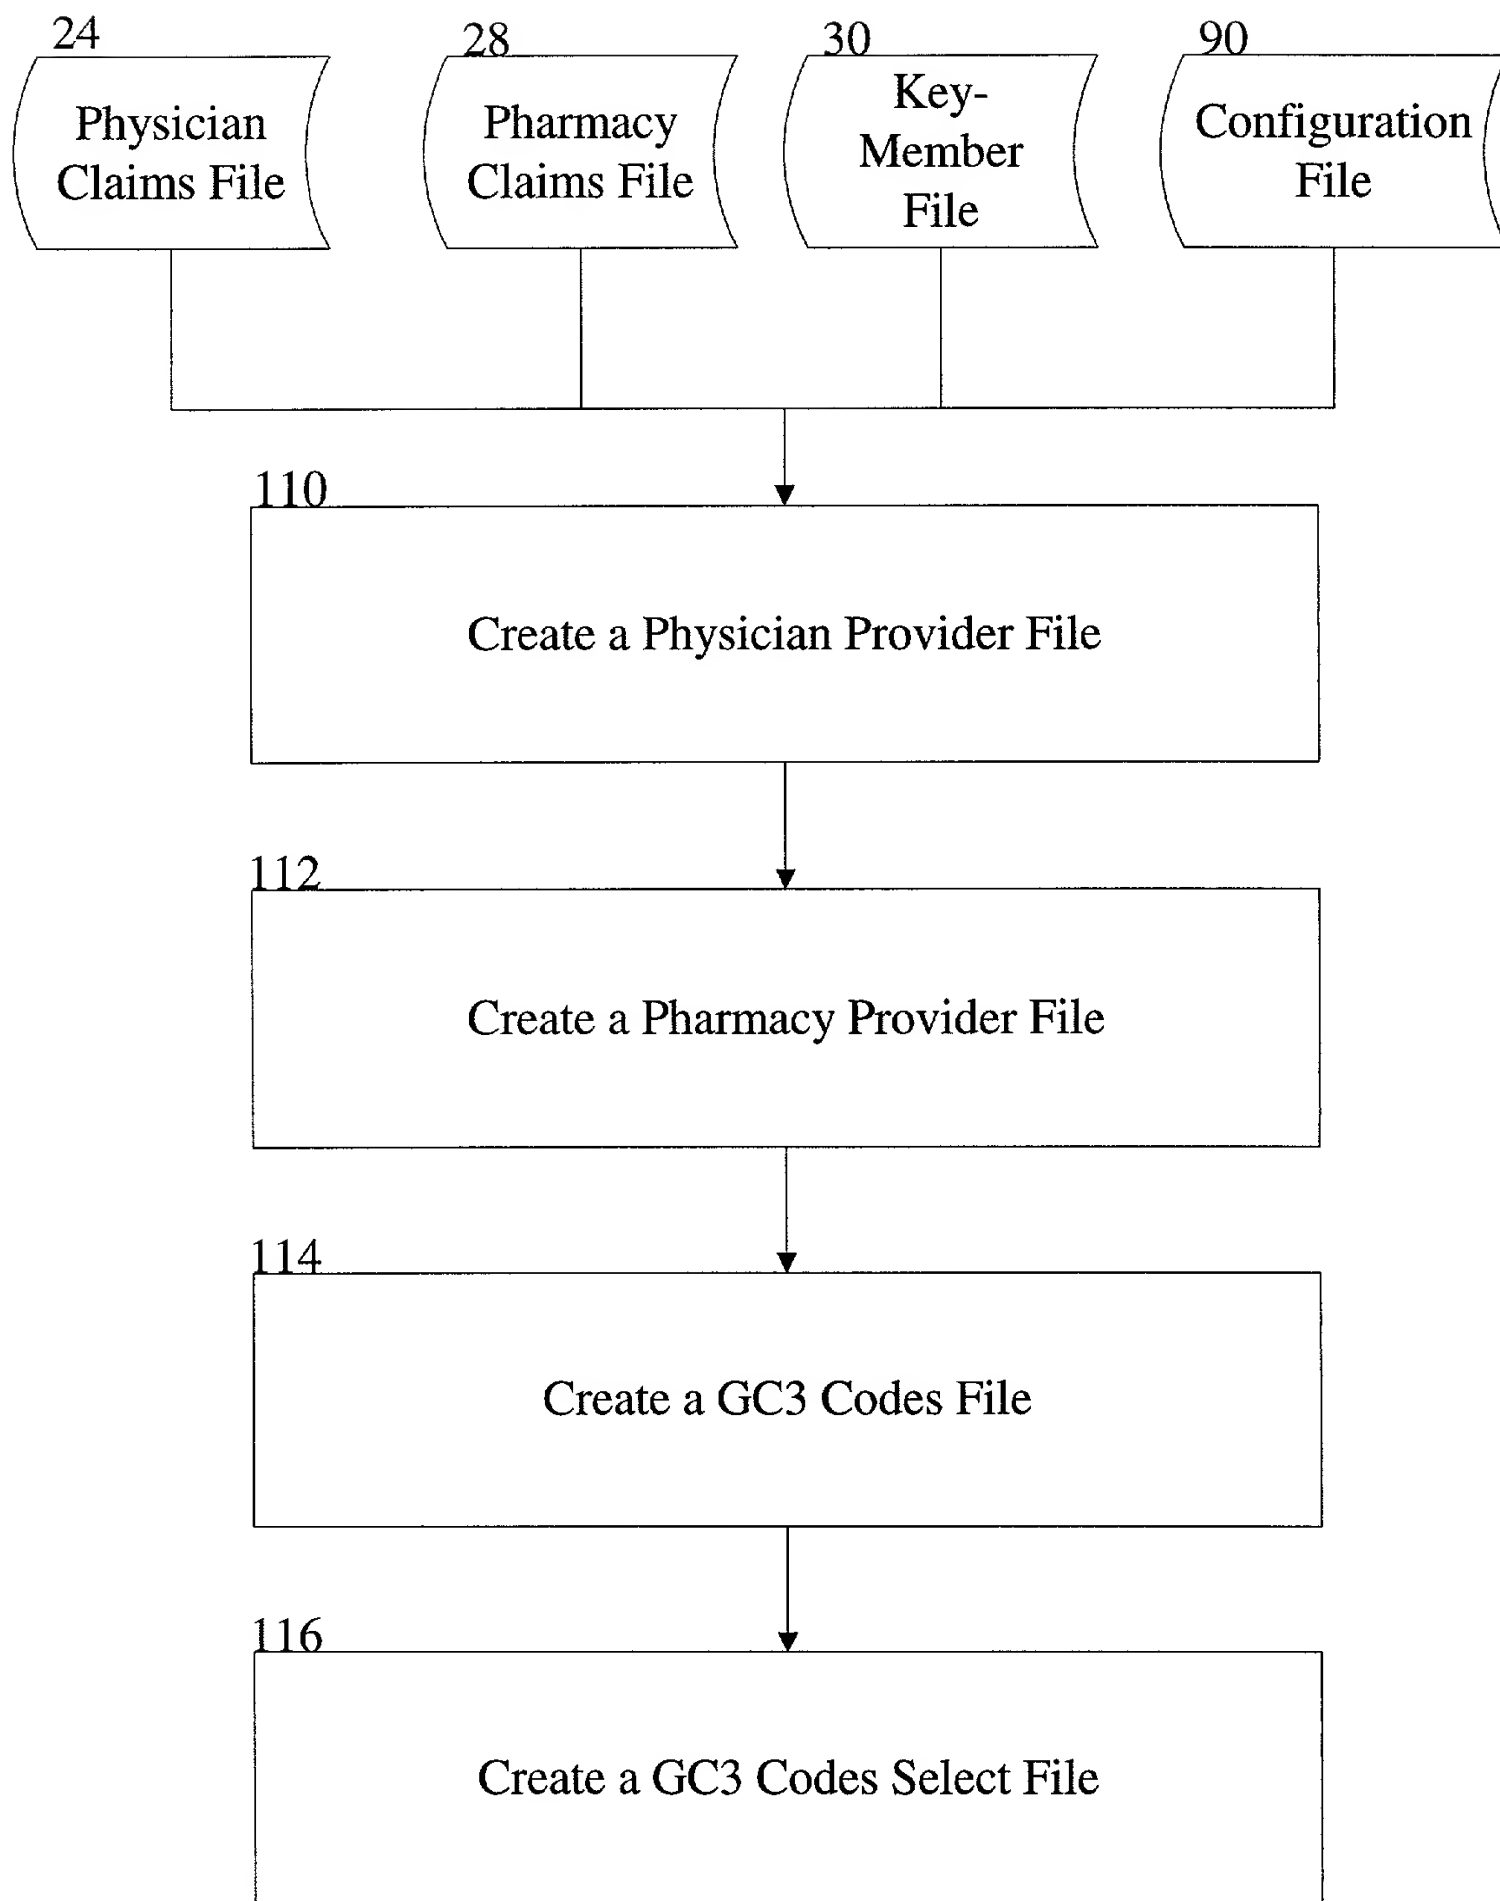 24
Physician
Claims File
28
Pharmacy
Claims File
30
Key-
Member
File
90
Configuration
File
110
Create a Physician Provider File
112
Create a Pharmacy Provider File
114
Create a GC3 Codes File
116
Create a GC3 Codes Select File